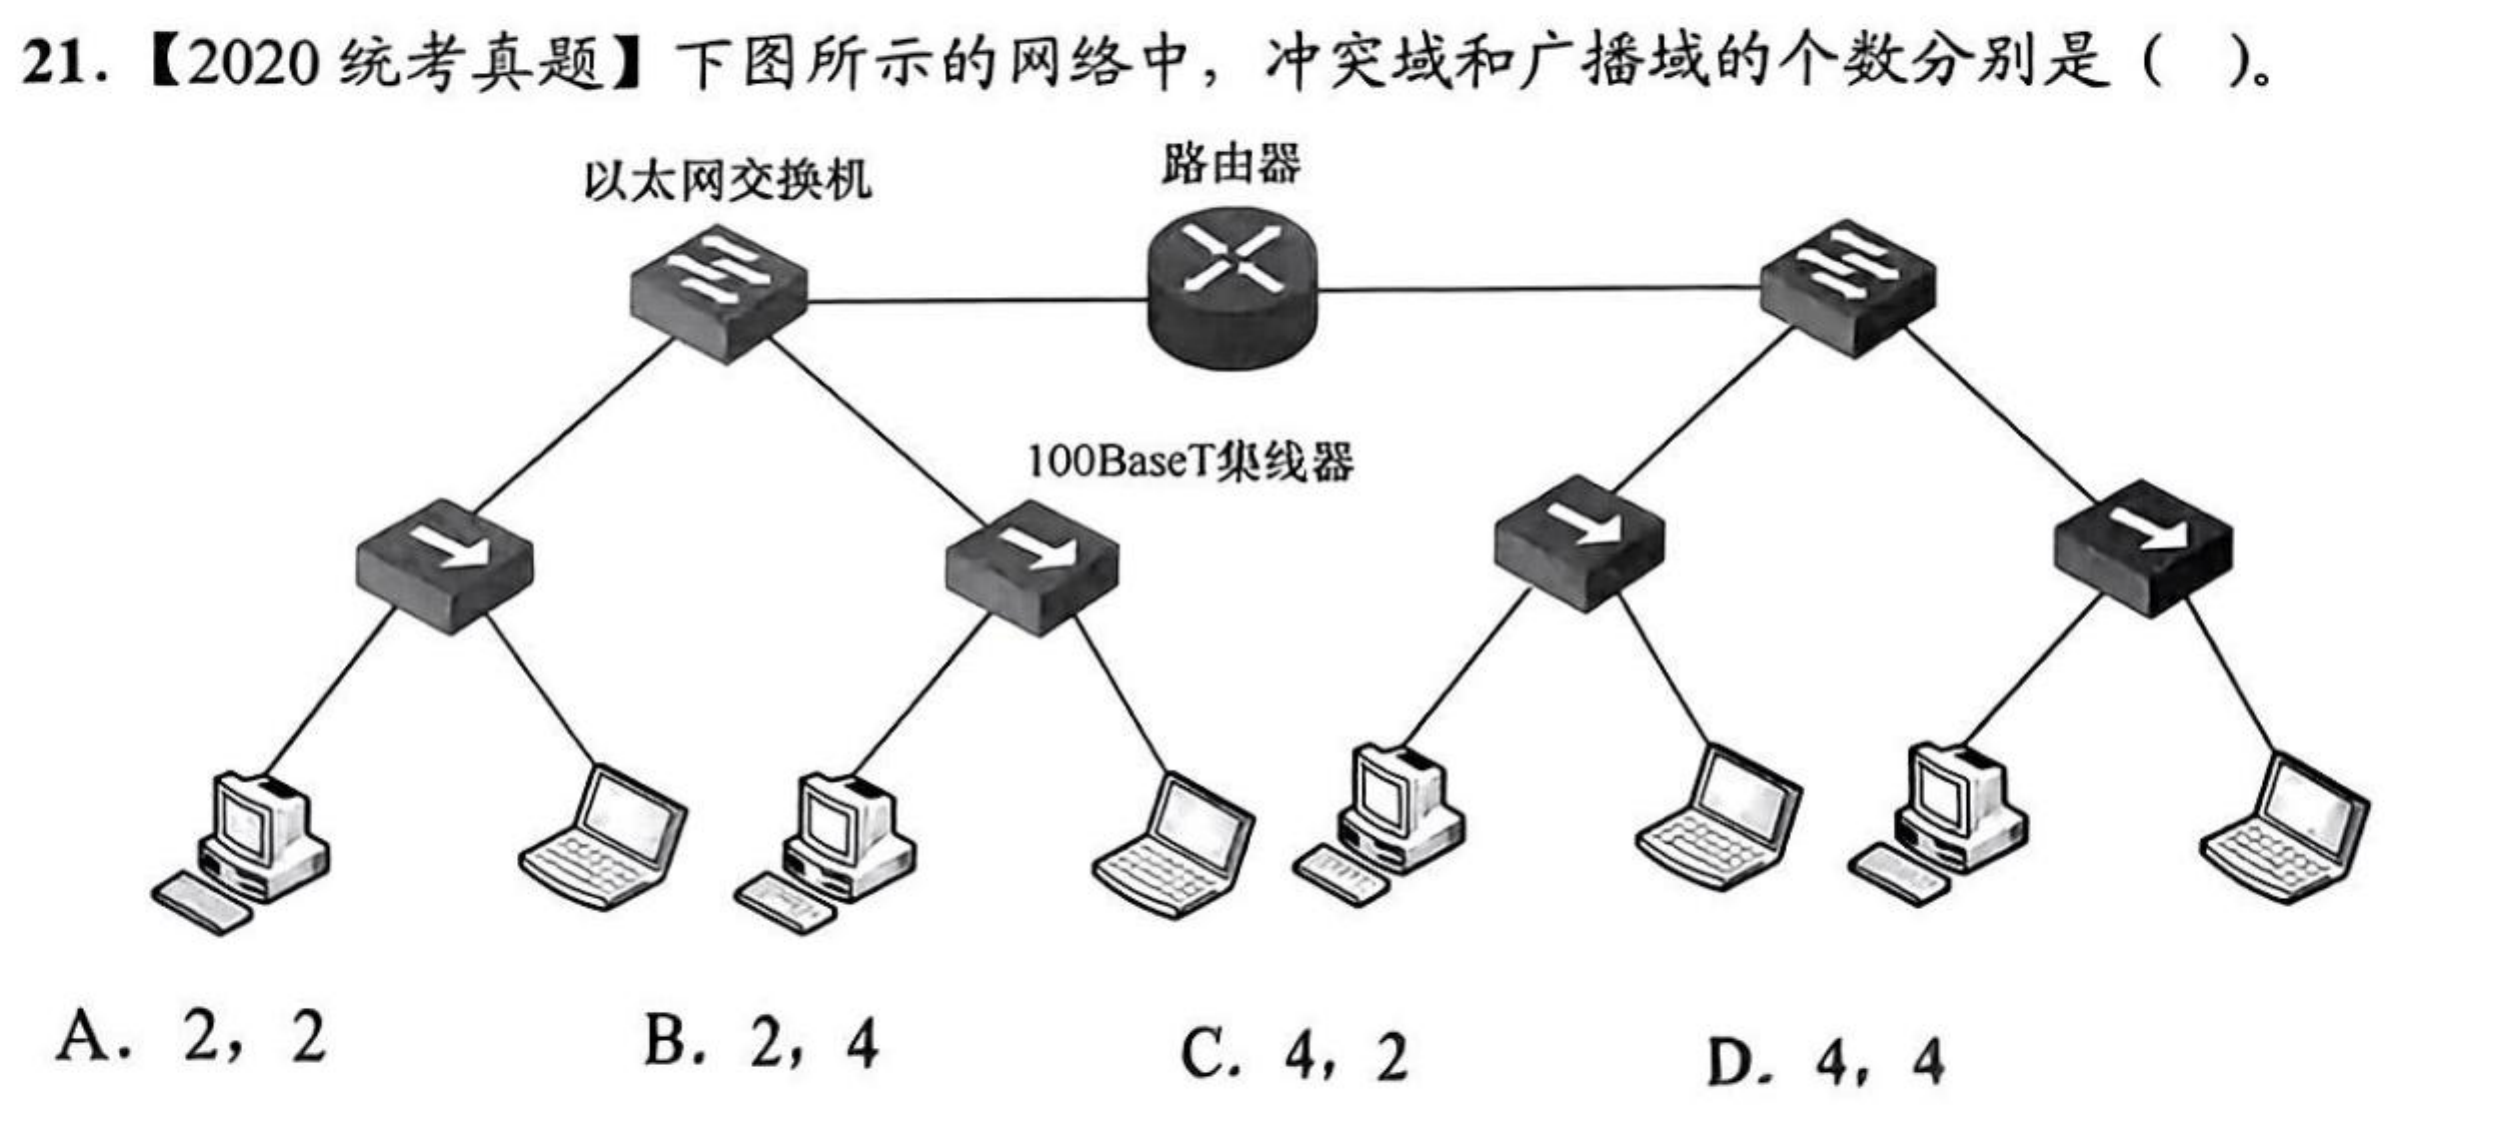 21.【2020 统考真题】下图所示的网络中，冲突域和广播域的个数分别是（  ）。
以太网交换机
路由器
100BaseT集线器
A. 2，2 B. 2，4 C. 4，2 D. 4，4